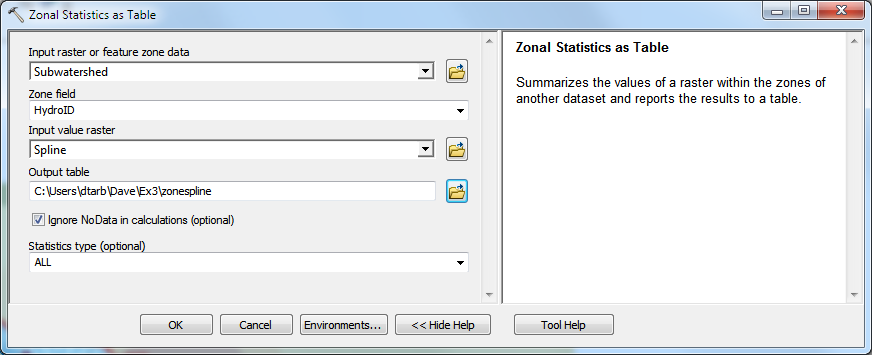 Zonal Statistics as Table
Input raster or feature zone data
Subwatershed
Zone field
HydroID
Input value raster
Spline
Output table
C:\Users\dtarb\Dave\Ex3\zonespline
Ignore NoData in calculations (optional)
Statistics type (optional)
ALL
Zonal Statistics as Table
Summarizes the values of a raster within the zones of
another dataset and reports the results to a table.
OK
Cancel
Environments...
<< Hide Help
Tool Help